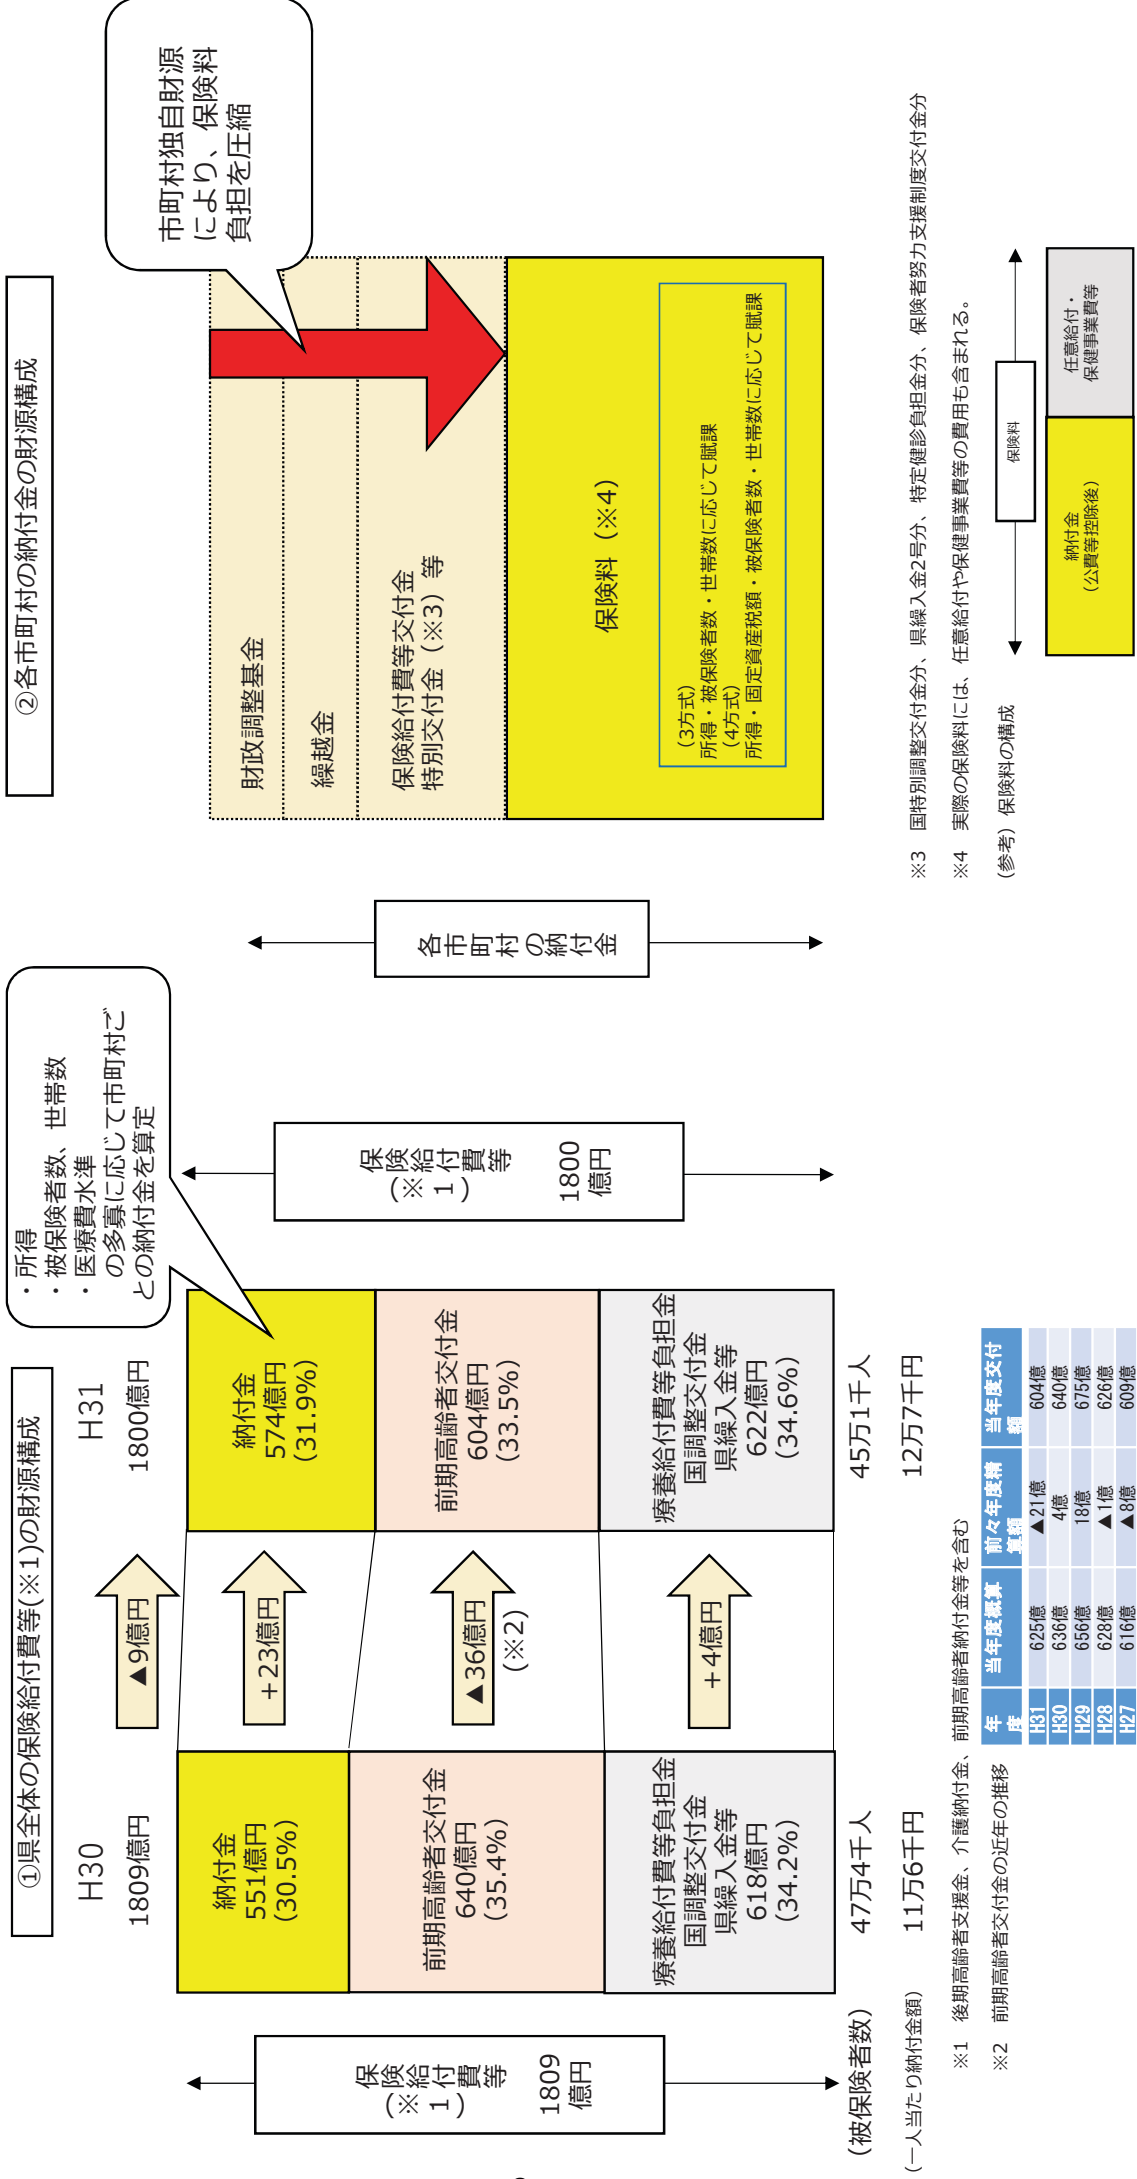 ①県全体の保険給付費等(※1)の財源構成
H30
1809億円
H31
1800億円
▲9億円
・所得
・被保険者数、世帯数
・医療費水準
の多寡に応じて市町村ご
との納付金を算定
保険給付費等
(※1)
1809
億円
納付金
551億円
(30.5%)
前期高齢者交付金
640億円
(35.4%)
療養給付費等負担金
国調整交付金
県繰入金等
618億円
(34.2%)
+23億円
▲36億円
(※2)
+4億円
納付金
574億円
(31.9%)
前期高齢者交付金
604億円
(33.5%)
療養給付費等負担金
国調整交付金
県繰入金等
622億円
(34.6%)
保険給付費等
(※1)
1800
億円
(被保険者数) 47万4千人 45万1千人
(一人当たり納付金額) 11万6千円 12万7千円
※1 後期高齢者支援金、介護納付金、前期高齢者納付金等を含む
※2 前期高齢者交付金の近年の推移
年度 当年度概算 前々年度精算額 当年度交付額
H31 625億 ▲21億 604億
H30 636億 4億 640億
H29 656億 18億 675億
H28 628億 ▲1億 626億
H27 616億 ▲8億 609億
②各市町村の納付金の財源構成
各市町村の納付金
財政調整基金
繰越金
保険給付費等交付金
特別交付金(※3)等
保険料(※4)
(3方式)
所得・被保険者数・世帯数に応じて賦課
(4方式)
所得・固定資産税額・被保険者数・世帯数に応じて賦課
市町村独自財源
により、保険料
負担を圧縮
※3 国特別調整交付金分、県繰入金2号分、特定健診負担金分、保険者努力支援制度交付金分
※4 実際の保険料には、任意給付や保健事業費等の費用も含まれる。
(参考)保険料の構成
保険料
納付金
(公費等控除後)
任意給付・
保健事業費等